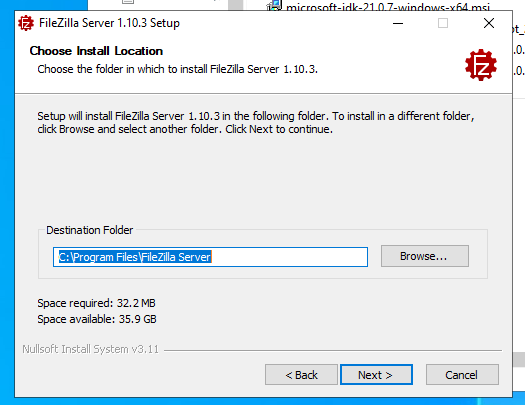 microsoft-jdk-21.0.7-windows-x64.msi
FileZilla Server 1.10.3 Setup
Choose Install Location
Choose the folder in which to install FileZilla Server 1.10.3.
Setup will install FileZilla Server 1.10.3 in the following folder. To install in a different folder,
click Browse and select another folder. Click Next to continue.
Destination Folder
C:\Program Files\FileZilla Server
Browse...
Space required: 32.2 MB
Space available: 35.9 GB
Nullsoft Install System v3.11
< Back
Next >
Cancel